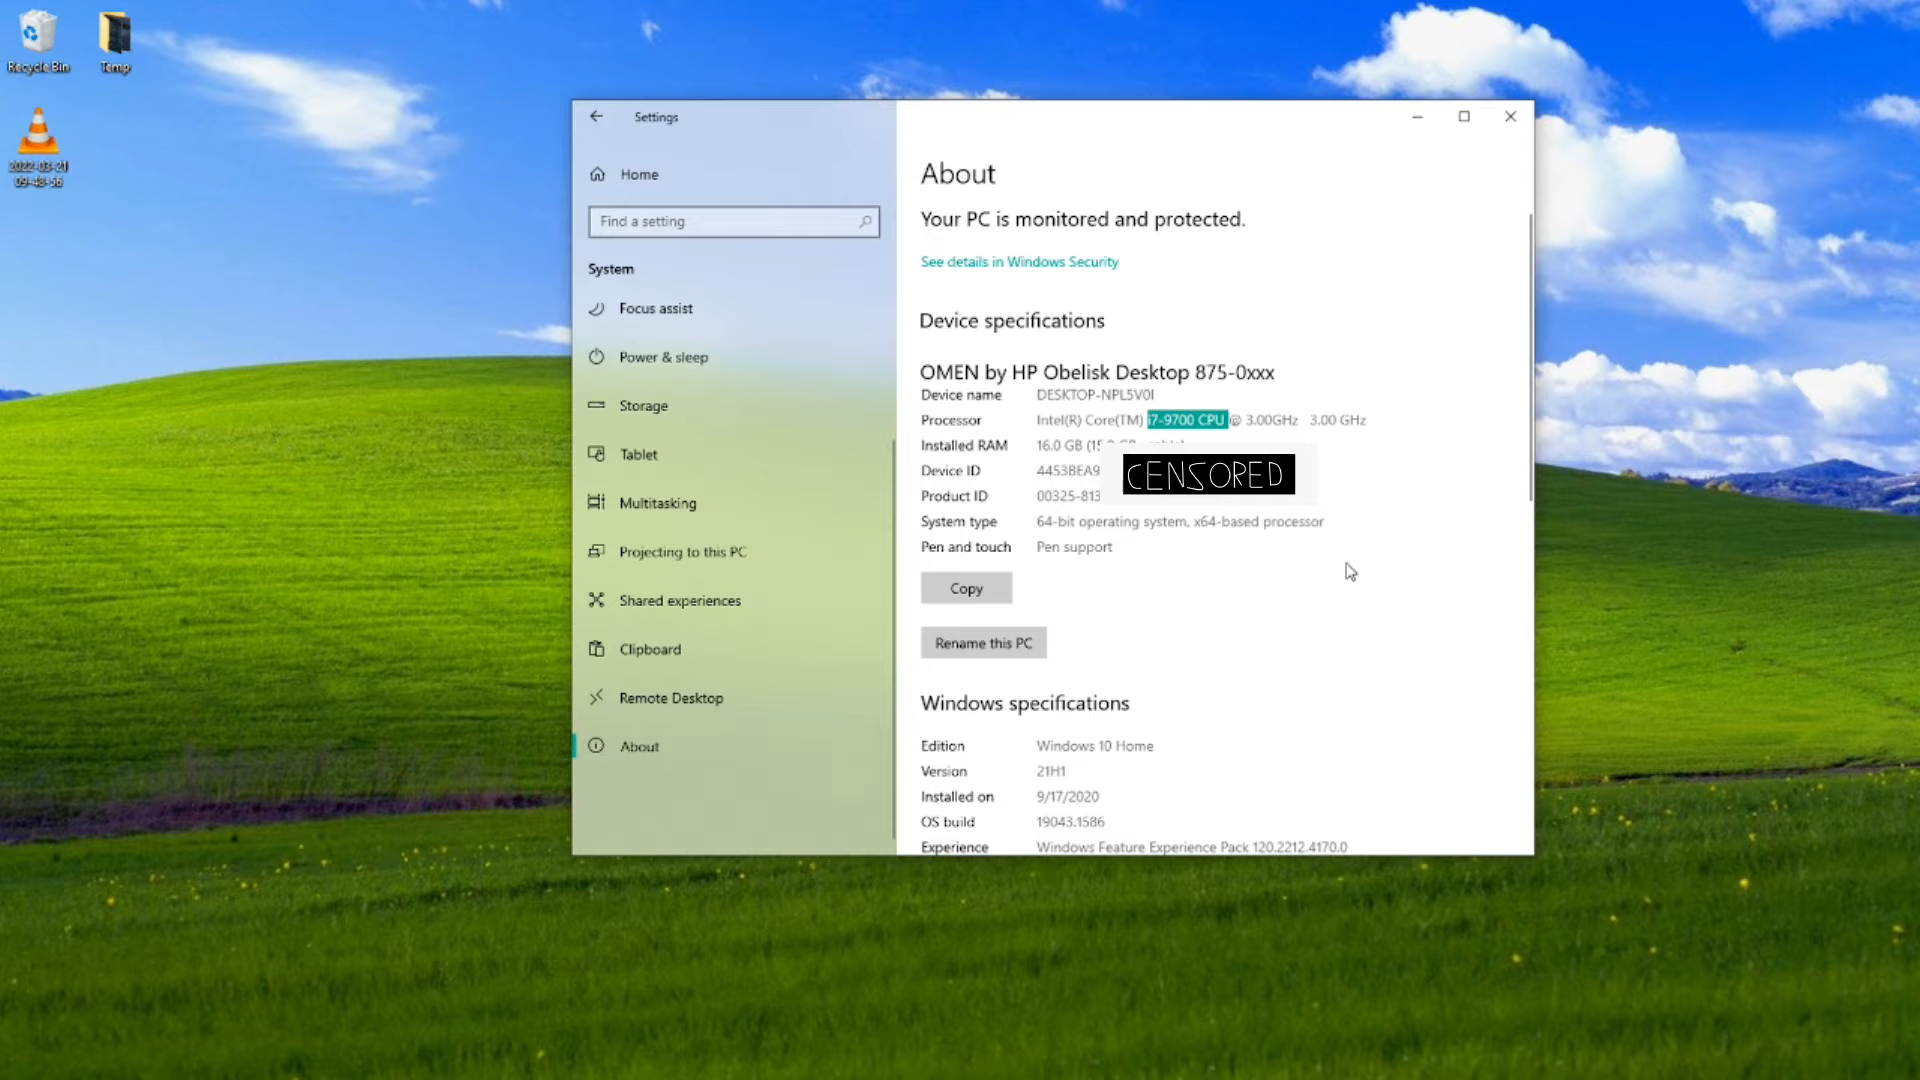 Recycle Bin
Temp
2022-03-21
09-48-56
Settings
Home
Find a setting
System
Focus assist
Power & sleep
Storage
Tablet
Multitasking
Projecting to this PC
Shared experiences
Clipboard
Remote Desktop
About
About
Your PC is monitored and protected.
See details in Windows Security
Device specifications
OMEN by HP Obelisk Desktop 875-0xxx
Device name DESKTOP-NPL5V0I
Processor Intel(R) Core(TM) i7-9700 CPU @ 3.00GHz 3.00 GHz
Installed RAM 16.0 GB
Device ID 4453BEA9
CENSORED
Product ID 00325-813
System type 64-bit operating system, x64-based processor
Pen and touch Pen support
Copy
Rename this PC
Windows specifications
Edition Windows 10 Home
Version 21H1
Installed on 9/17/2020
OS build 19043.1586
Experience Windows Feature Experience Pack 120.2212.4170.0